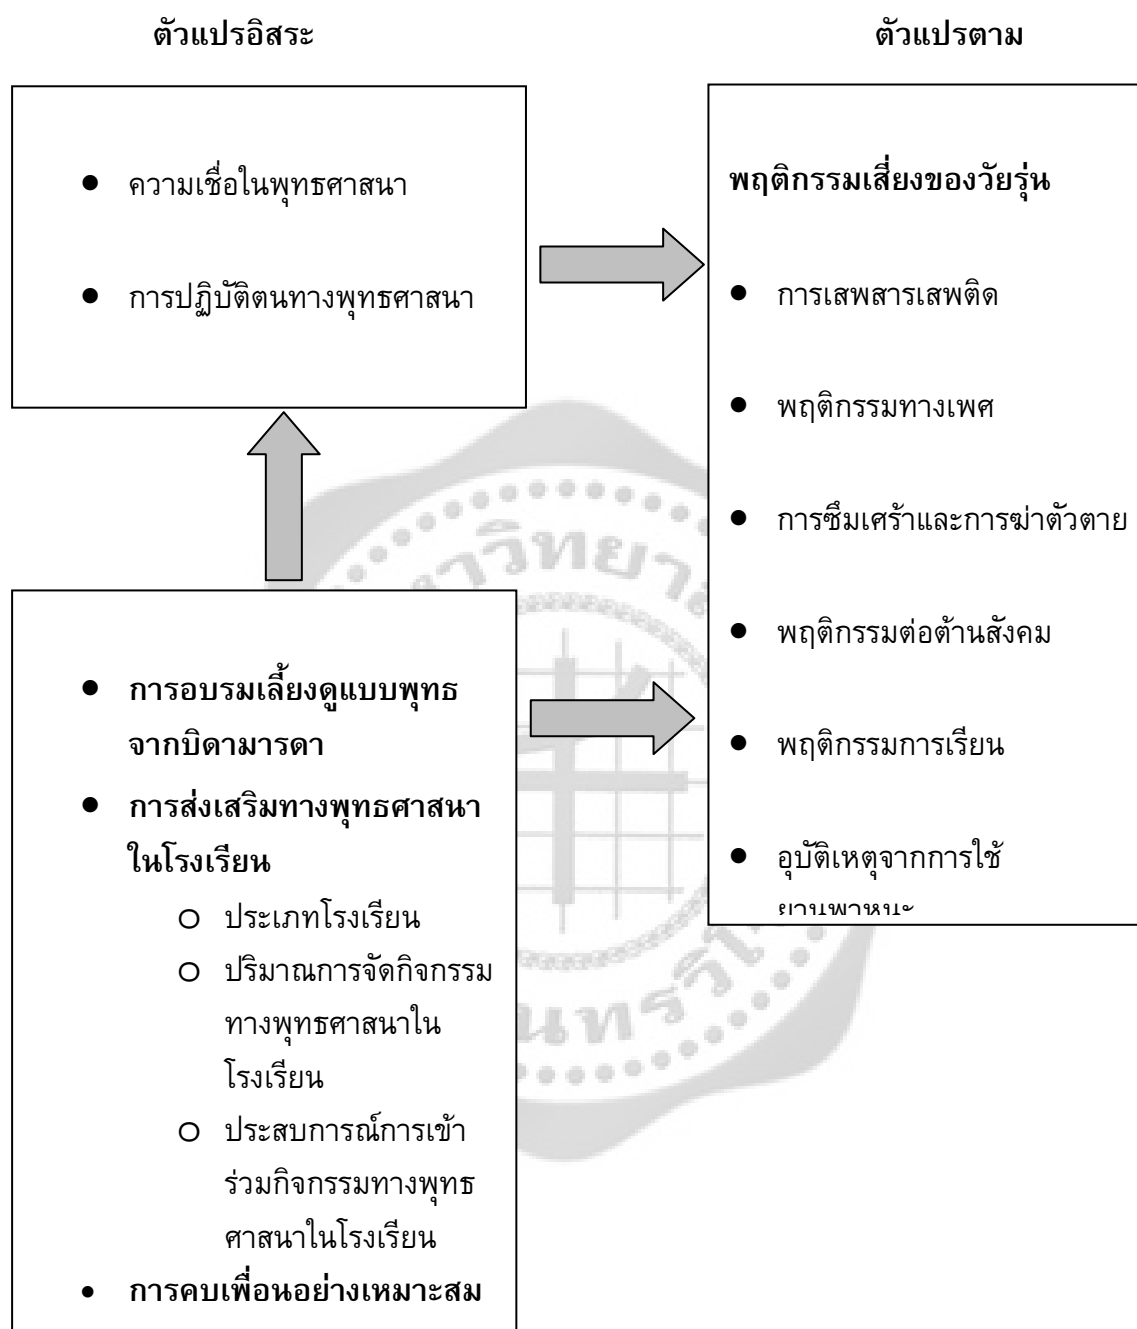 ตัวแปรอิสระ
ตัวแปรตาม
● ความเชื่อในพุทธศาสนา
● การปฏิบัติตนทางพุทธศาสนา
พฤติกรรมเสี่ยงของวัยรุ่น
● การเสพสารเสพติด
● พฤติกรรมทางเพศ
● การซึมเศร้าและการฆ่าตัวตาย
● พฤติกรรมต่อต้านสังคม
● พฤติกรรมการเรียน
● อุบัติเหตุจากการใช้
ยานพาหนะ
● การอบรมเลี้ยงดูแบบพุทธ
จากบิดามารดา
● การส่งเสริมทางพุทธศาสนา
ในโรงเรียน
o ประเภทโรงเรียน
o ปริมาณการจัดกิจกรรม
ทางพุทธศาสนาใน
โรงเรียน
o ประสบการณ์การเข้า
ร่วมกิจกรรมทางพุทธ
ศาสนาในโรงเรียน
● การคบเพื่อนอย่างเหมาะสม